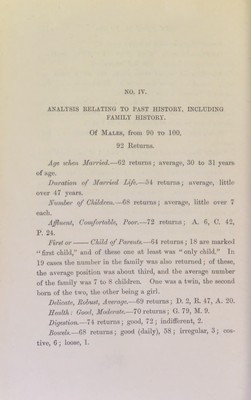 NO. IV.
ANALYSIS RELATING TO PAST HISTORY, INCLUDING
FAMILY HISTORY.
Of Males, from 90 to 100,
92 Returns.
Age when Married.—62 returns; average, 30 to 31 years
of age.
Duration of Married Life.—54 returns; average, little
over 47 years.
Number of Children.—68 returns; average, little over 7
each.
Affluent, Comfortable, Poor.—72 returns; A. 6, C. 42,
P. 24.
First or —— Child of Parents.—64 returns; 18 are marked
"first child," and of these one at least was "only child." In
19 cases the number in the family was also returned; of these,
the average position was about third, and the average number
of the family was 7 to 8 children. One was a twin, the second
born of the two, the other being a girl.
Delicate, Robust, Average.—69 returns; D. 2, R. 47, A. 20.
Health: Good, Moderate.—70 returns; G. 79, M. 9.
Digestion.—74 returns; good, 72; indifferent, 2.
Bowels.—68 returns; good (daily), 58; irregular, 3; cos-
tive, 6; loose, 1.